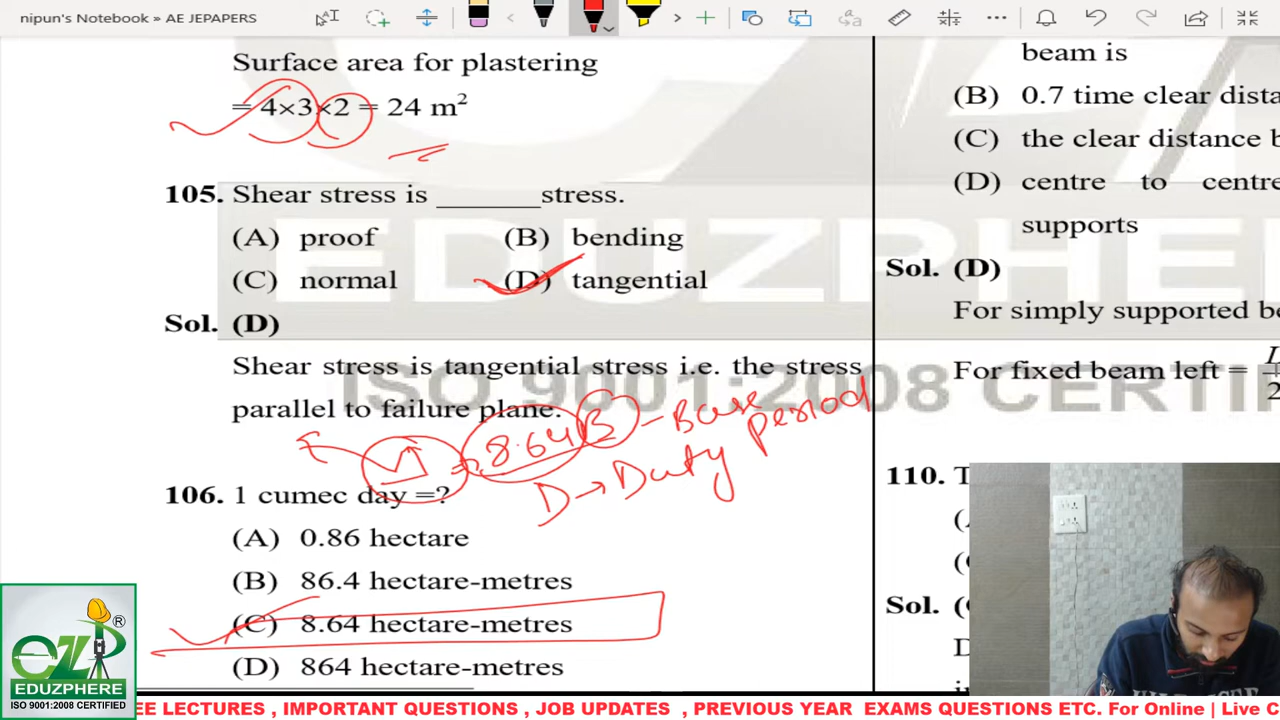 nipun's Notebook » AE JEPAPERS
Surface area for plastering
= 4×3×2 = 24 m²
105. Shear stress is _______stress.
(A) proof (B) bending
(C) normal (D) tangential
Sol. (D)
Shear stress is tangential stress i.e. the stress
parallel to failure plane.
= 8.64 B - Base period
D → Duty
106. 1 cumec day =?
(A) 0.86 hectare
(B) 86.4 hectare-metres
(C) 8.64 hectare-metres
(D) 864 hectare-metres
beam is
(B) 0.7 time clear dista
(C) the clear distance b
(D) centre to centre
supports
Sol. (D)
For simply supported be
For fixed beam left = L
2
110. T
Sol.
EDUZPHERE
ISO 9001:2008 CERTIF
EZP ®
EDUZPHERE
ISO 9001:2008 CERTIFIED
EE LECTURES , IMPORTANT QUESTIONS , JOB UPDATES , PREVIOUS YEAR EXAMS QUESTIONS ETC. For Online | Live C